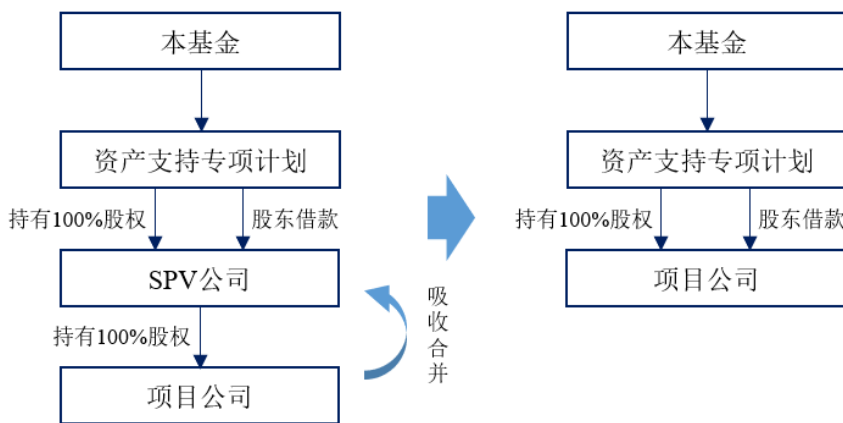 本基金
资产支持专项计划
持有100%股权
股东借款
SPV公司
持有100%股权
项目公司
吸收合并
本基金
资产支持专项计划
持有100%股权
股东借款
项目公司